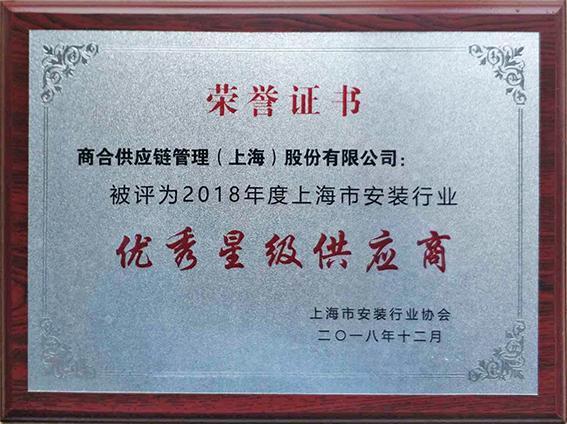 荣誉证书
商合供应链管理（上海）股份有限公司：
被评为2018年度上海市安装行业
优秀星级供应商
上海市安装行业协会
二〇一八年十二月